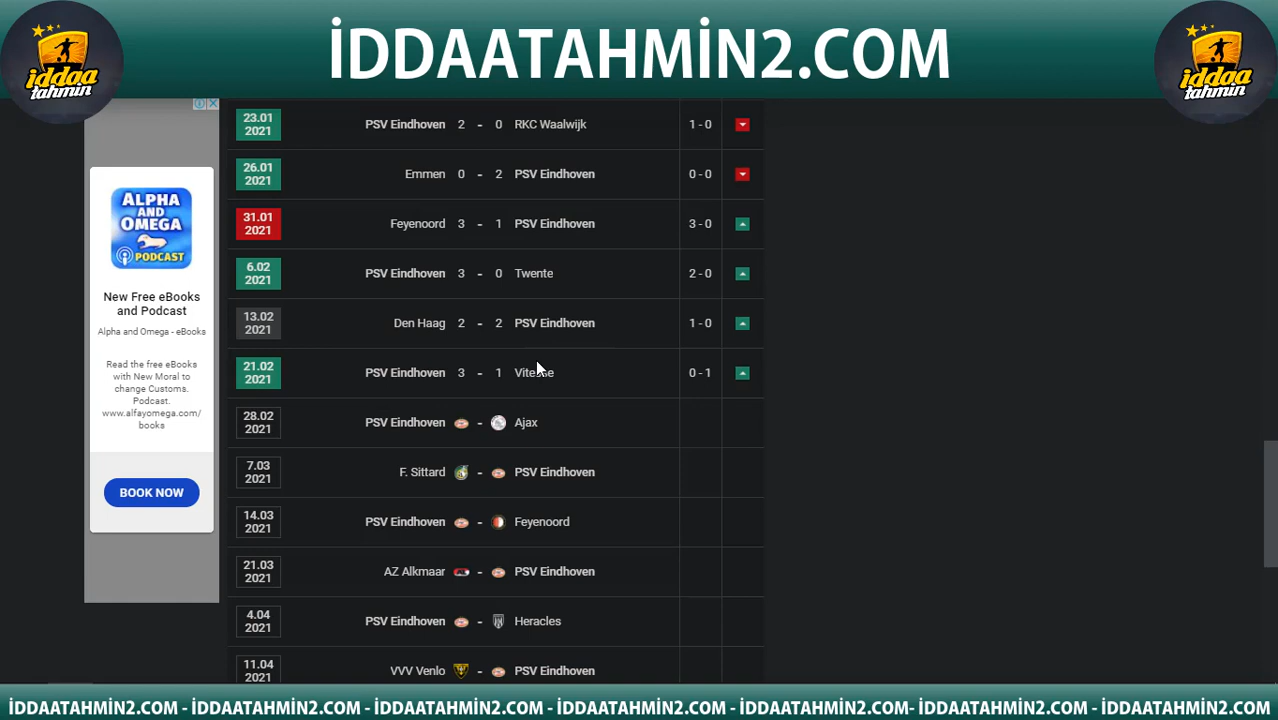 İDDAATAHMİN2.COM
iddaa
tahmin
iddaa
tahmin
23.01
2021
PSV Eindhoven 2 - 0 RKC Waalwijk 1 - 0
26.01
2021
Emmen 0 - 2 PSV Eindhoven 0 - 0
31.01
2021
Feyenoord 3 - 1 PSV Eindhoven 3 - 0
6.02
2021
PSV Eindhoven 3 - 0 Twente 2 - 0
13.02
2021
Den Haag 2 - 2 PSV Eindhoven 1 - 0
21.02
2021
PSV Eindhoven 3 - 1 Vitesse 0 - 1
28.02
2021
PSV Eindhoven - Ajax
7.03
2021
F. Sittard - PSV Eindhoven
14.03
2021
PSV Eindhoven - Feyenoord
21.03
2021
AZ Alkmaar - PSV Eindhoven
4.04
2021
PSV Eindhoven - Heracles
11.04
2021
VVV Venlo - PSV Eindhoven
ALPHA
AND
OMEGA
PODCAST
New Free eBooks
and Podcast
Alpha and Omega - eBooks
Read the free eBooks
with New Moral to
change Customs.
Podcast.
www.alfayomega.com/
books
BOOK NOW
İDDAATAHMİN2.COM - İDDAATAHMİN2.COM - İDDAATAHMİN2.COM - İDDAATAHMİN2.COM - İDDAATAHMİN2.COM- İDDAATAHMİN2.COM- İDDAATAHMİN2.COM